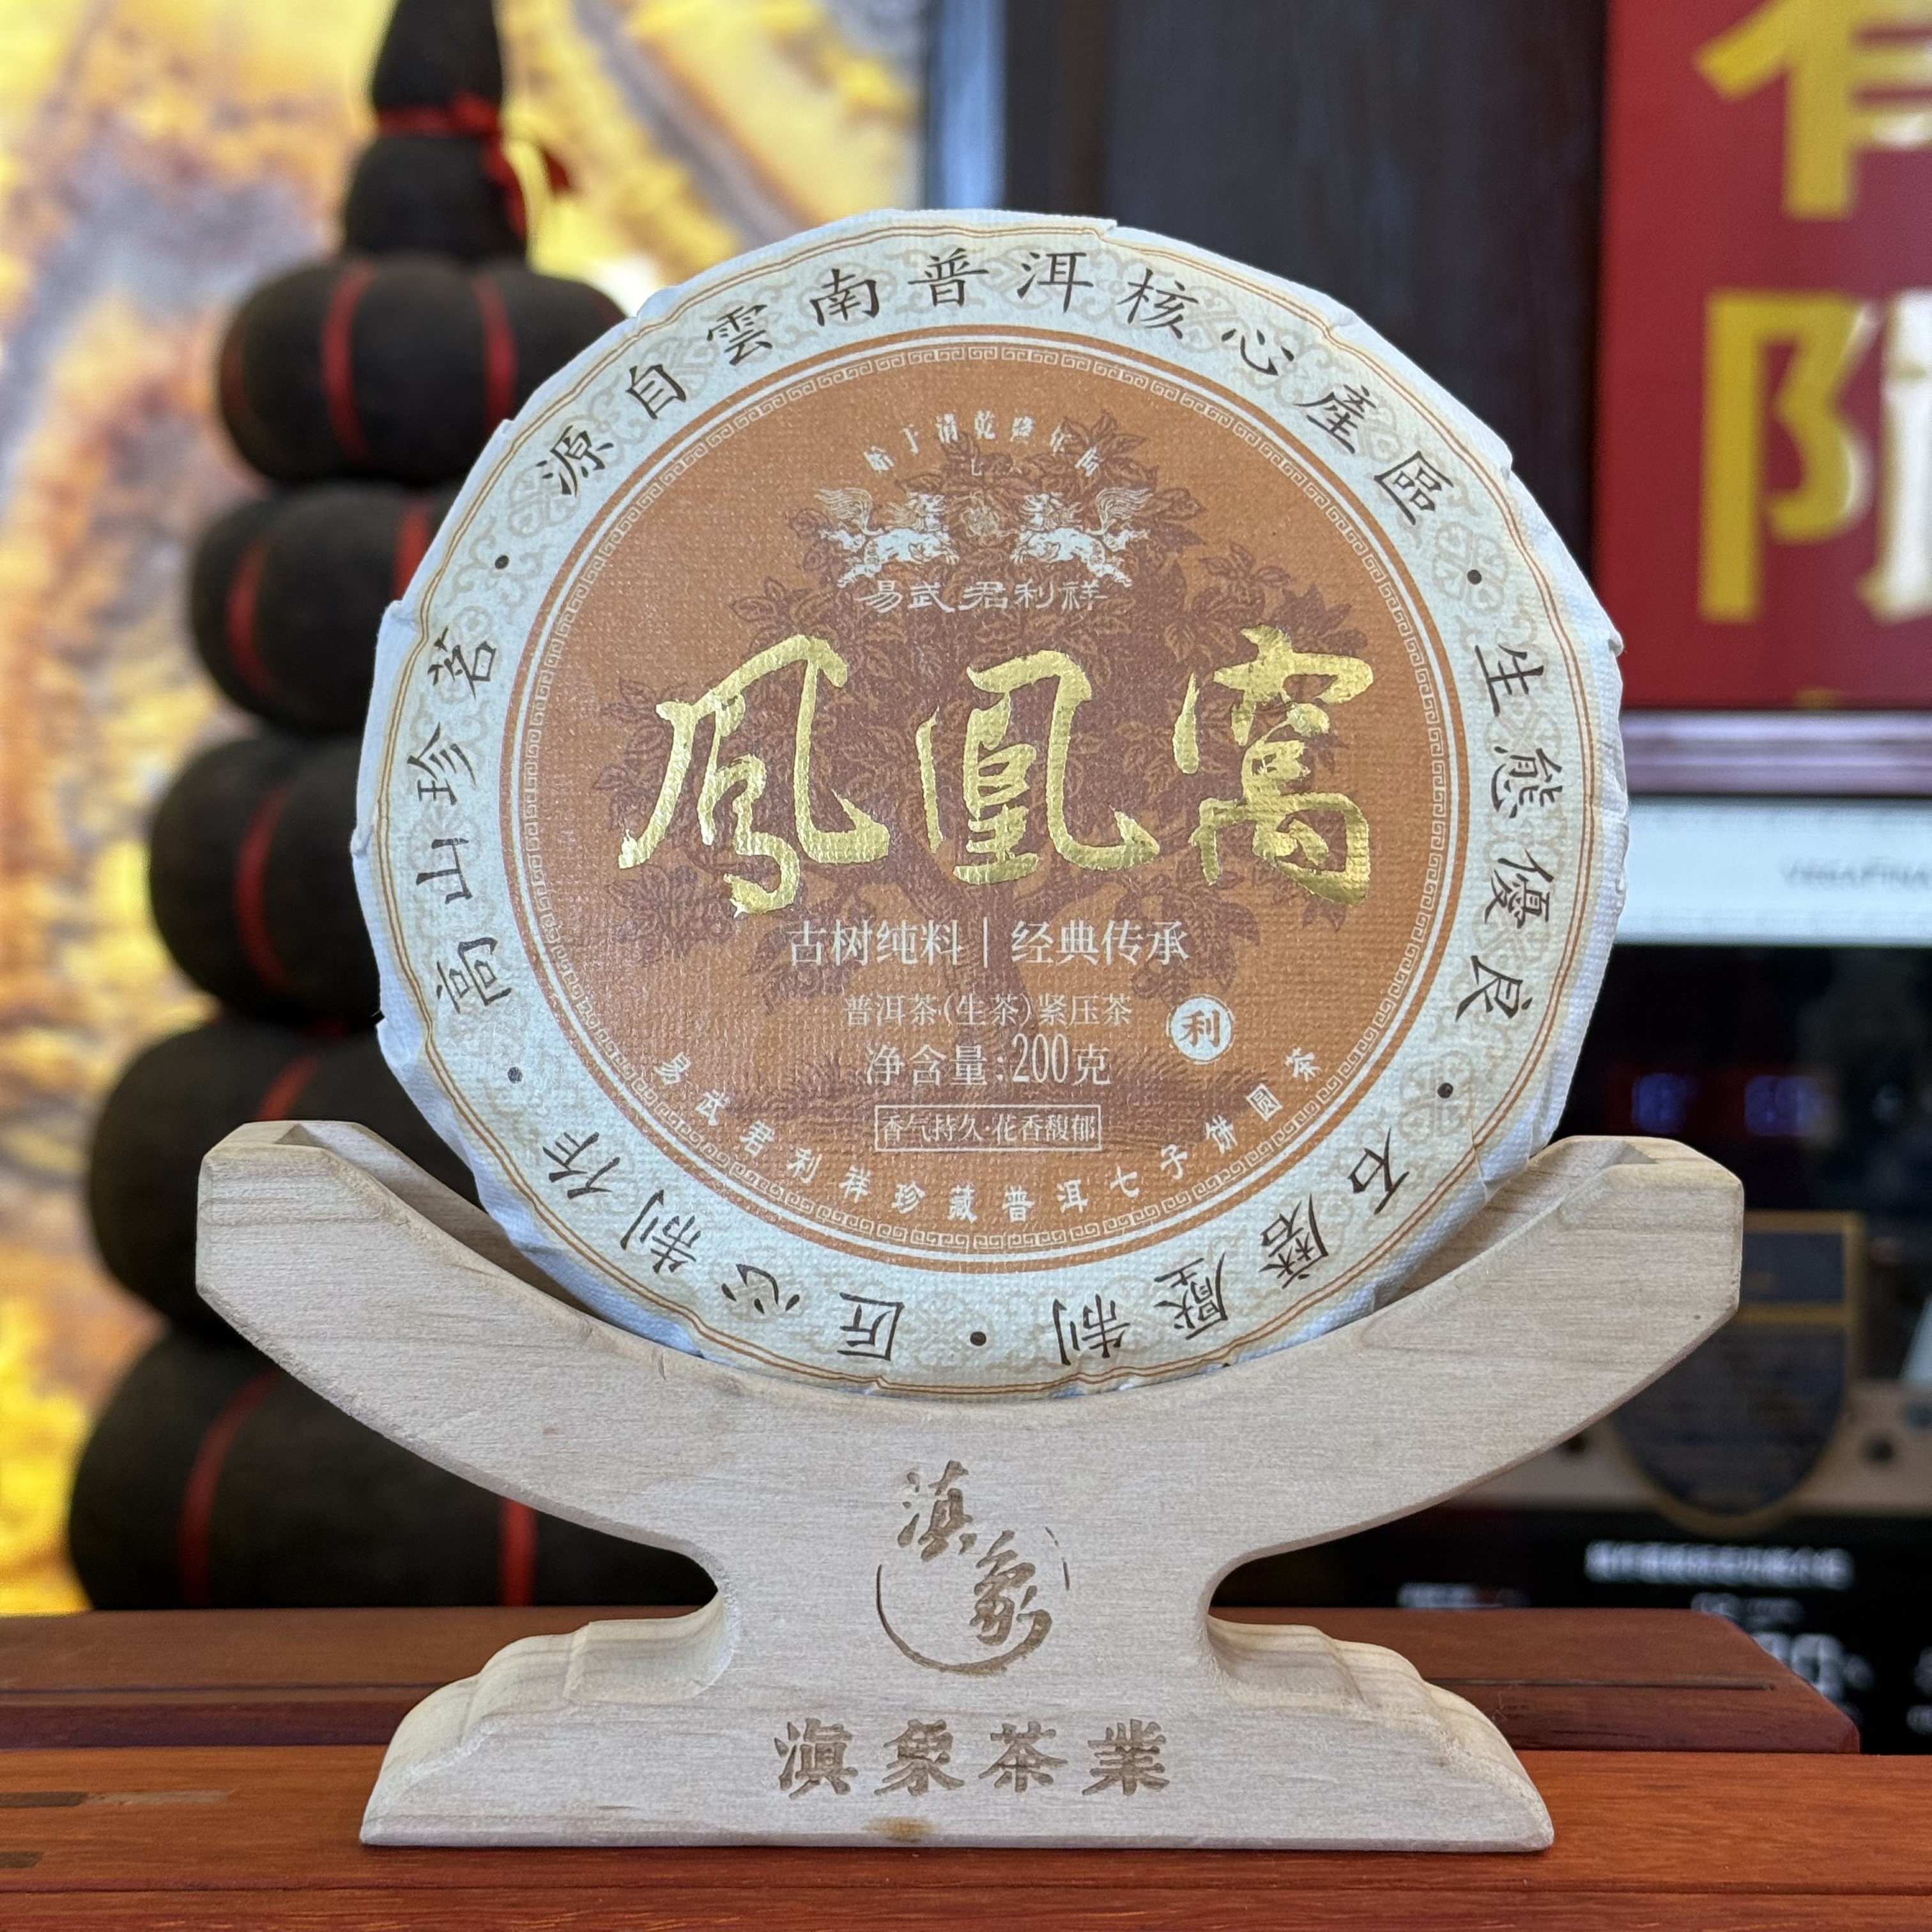 源自雲南普洱核心產區·生態優良·石磨壓制·匠心制作·高山珍茗·
易武君利祥
鳳凰窩
古树纯料｜经典传承
普洱茶(生茶)紧压茶
利
净含量:200克
香气持久·花香馥郁
易武君利祥珍藏普洱七子饼圆茶
滇象
滇象茶業